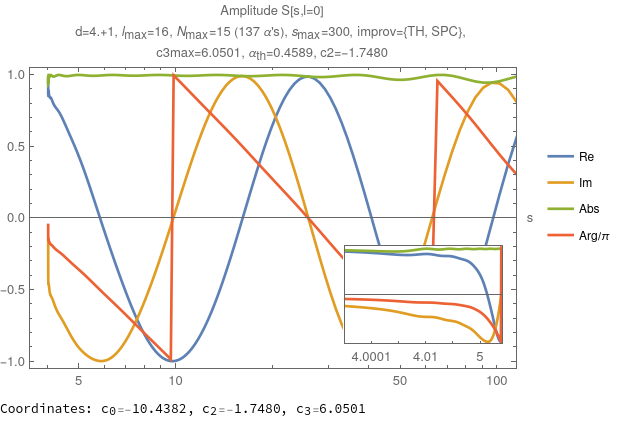 Amplitude S[s,l=0]
d=4.+1, lmax=16, Nmax=15 (137 α's), smax=300, improv={TH, SPC},
c3max=6.0501, αth=0.4589, c2=−1.7480
1.0
0.5
0.0
−0.5
−1.0
5
10
50
100
s
4.0001
4.01
5
Re
Im
Abs
Arg/π
Coordinates: c0=−10.4382, c2=−1.7480, c3=6.0501